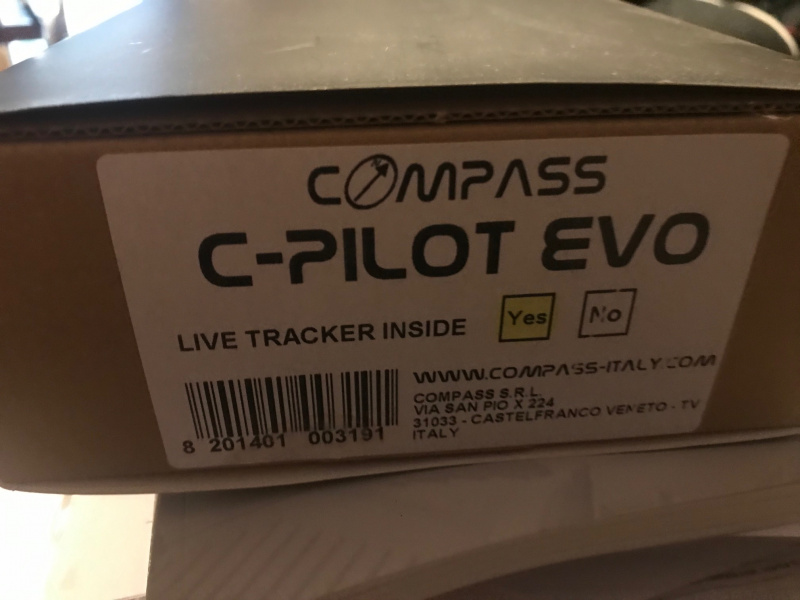 COMPASS
C-PILOT EVO
LIVE TRACKER INSIDE Yes No
WWW.COMPASS-ITALY.COM
COMPASS S.R.L.
VIA SAN PIO X 224
31033 - CASTELFRANCO VENETO - TV
ITALY
8 201401 003191